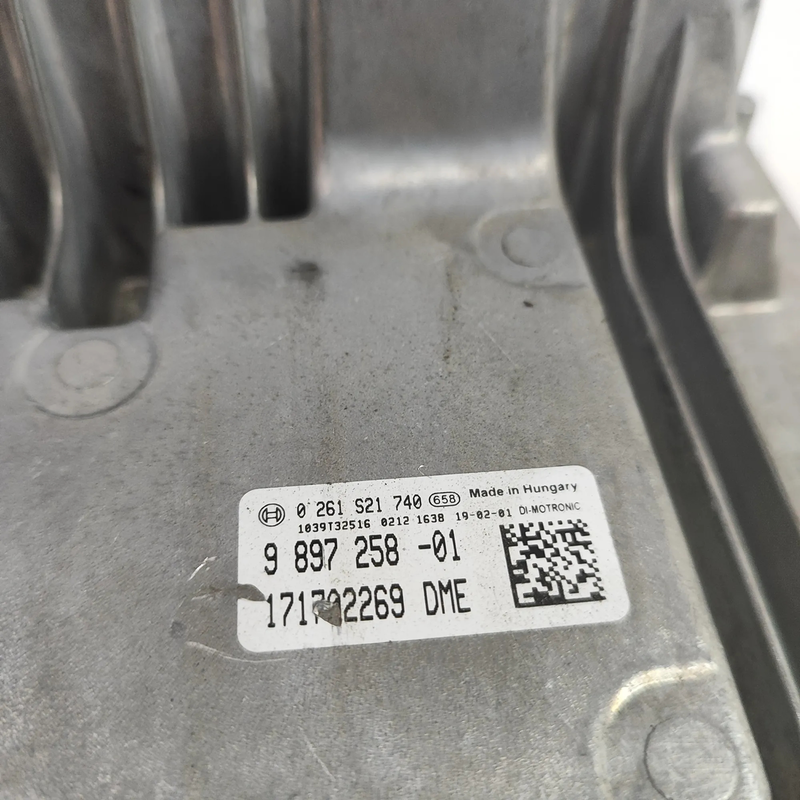 0 261 S21 740 658 Made in Hungary
1039T32516 0212 1638 19-02-01 DI-MOTRONIC
9 897 258 -01
171702269 DME